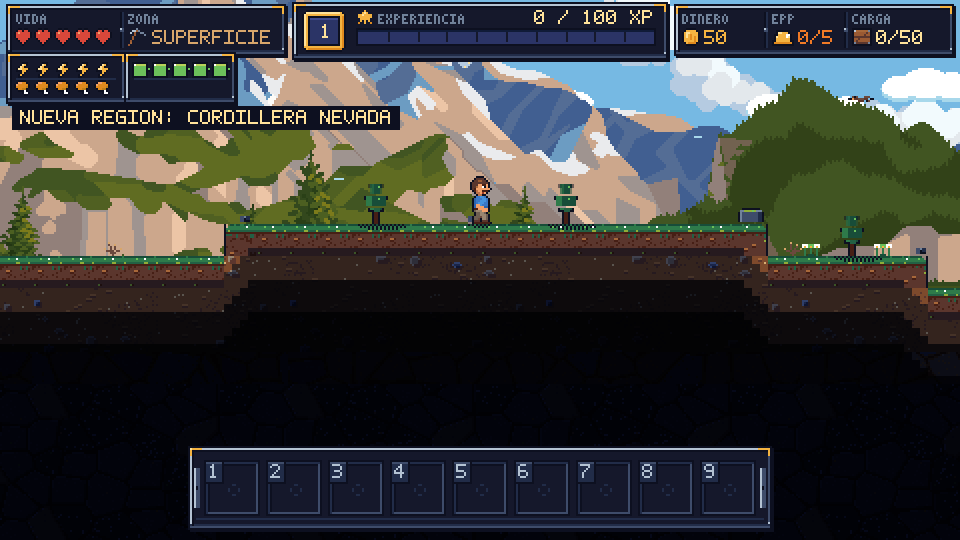 VIDA
ZONA
SUPERFICIE
1
EXPERIENCIA
0 / 100 XP
DINERO
50
EPP
0/5
CARGA
0/50
NUEVA REGION: CORDILLERA NEVADA
1 2 3 4 5 6 7 8 9